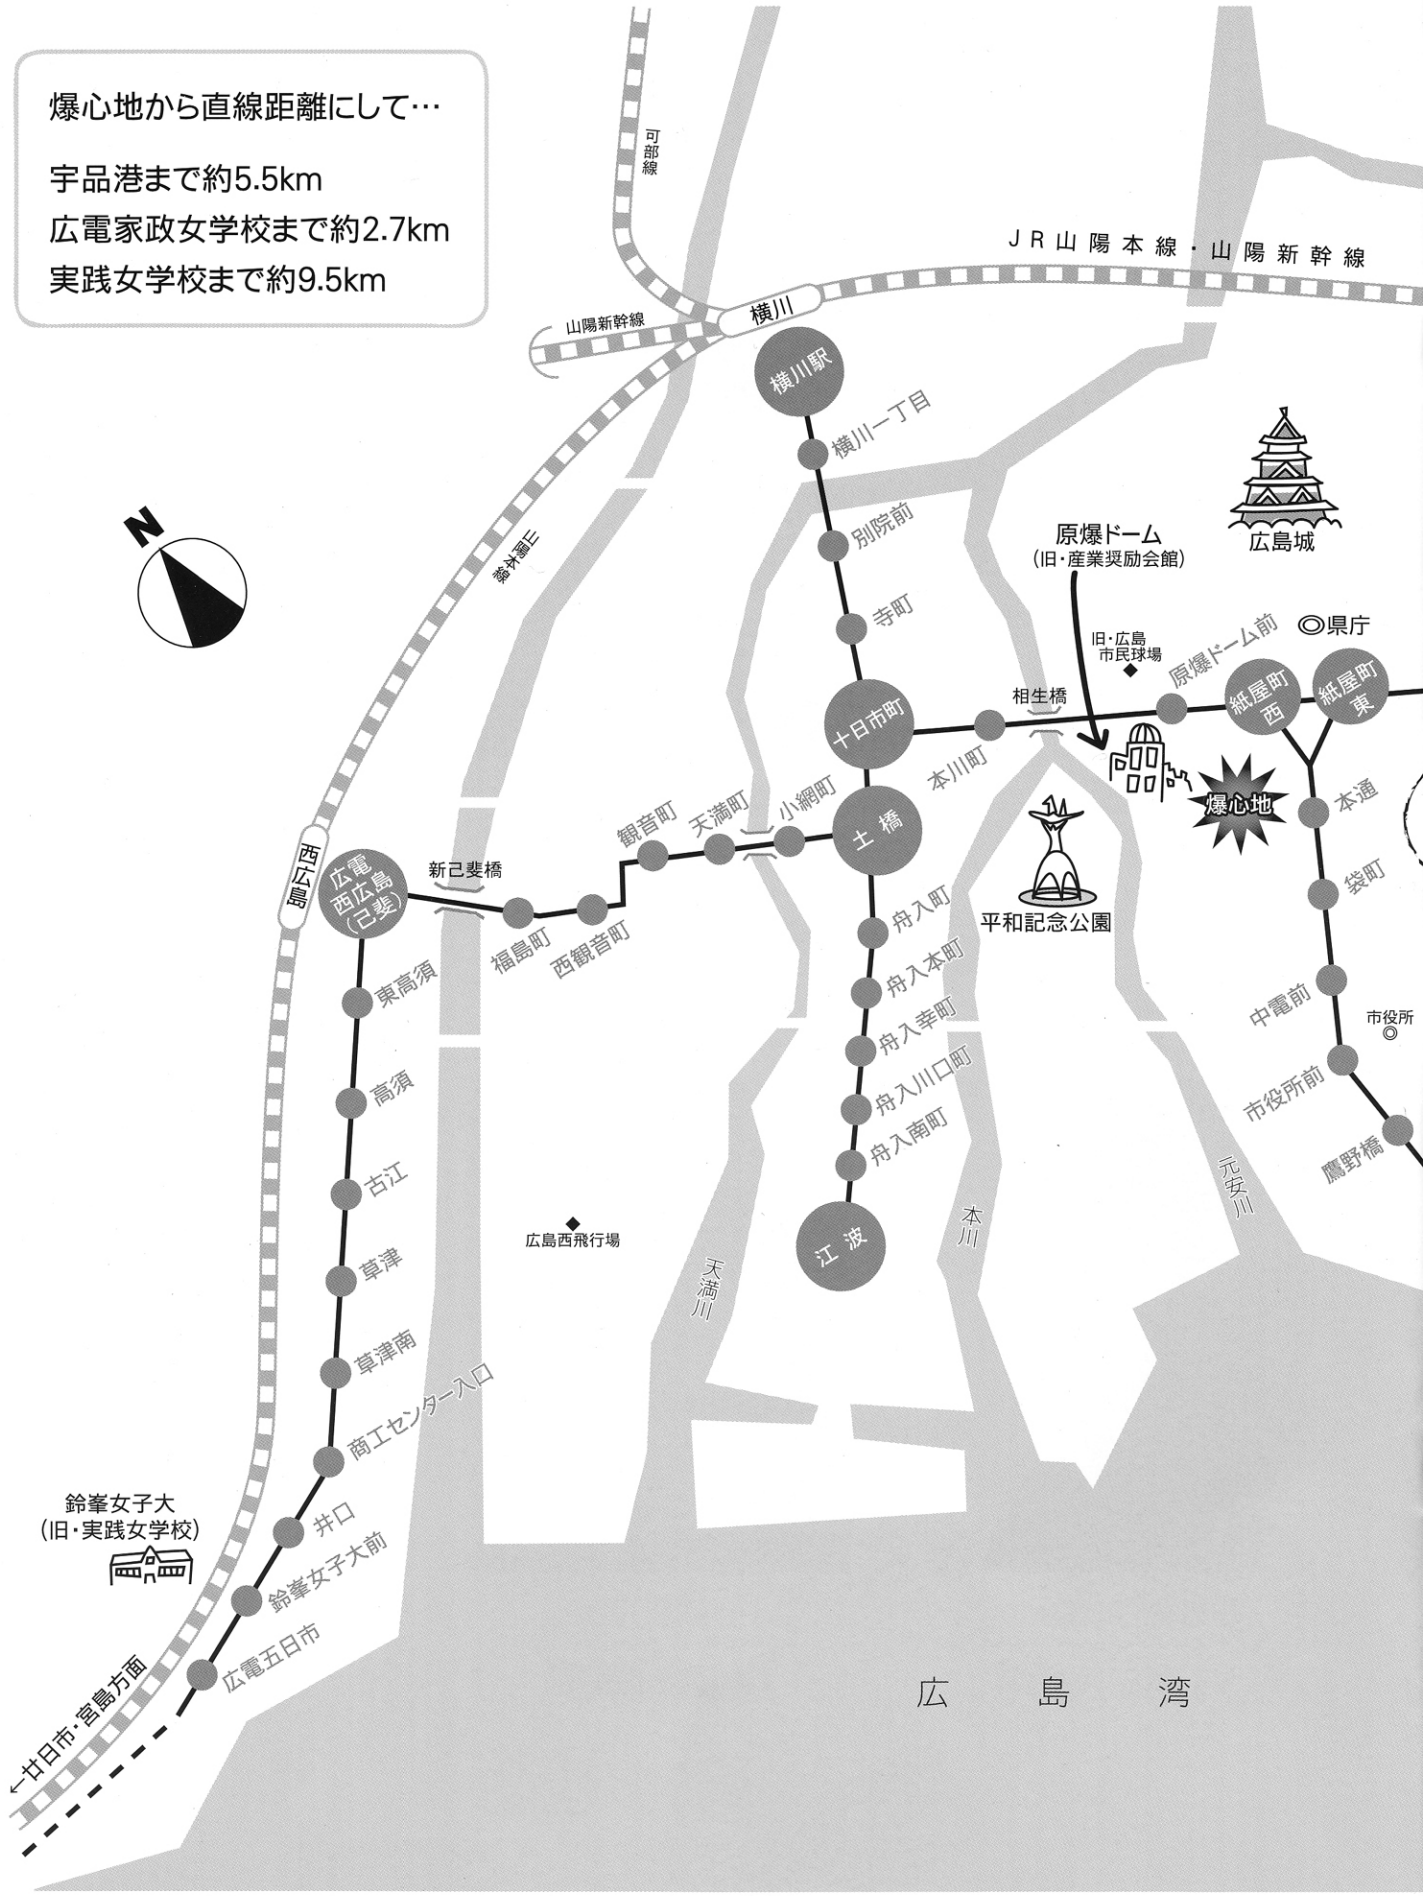 爆心地から直線距離にして…
宇品港まで約5.5km
広電家政女学校まで約2.7km
実践女学校まで約9.5km
可部線
JR山陽本線・山陽新幹線
山陽新幹線
横川
横川駅
横川一丁目
別院前
寺町
十日市町
土橋
N
山陽本線
原爆ドーム
(旧・産業奨励会館)
広島城
旧・広島
市民球場
原爆ドーム前
◎県庁
紙屋町
西
紙屋町
東
相生橋
本川町
爆心地
本通
袋町
中電前
市役所
◎
市役所前
鷹野橋
平和記念公園
小網町
天満町
観音町
西観音町
福島町
新己斐橋
西広島
広電
西広島
(己斐)
東高須
高須
古江
草津
草津南
商工センター入口
井口
鈴峯女子大前
広電五日市
舟入町
舟入本町
舟入幸町
舟入川口町
舟入南町
江波
広島西飛行場
天満川
本川
元安川
鈴峯女子大
(旧・実践女学校)
←廿日市・宮島方面
広島湾